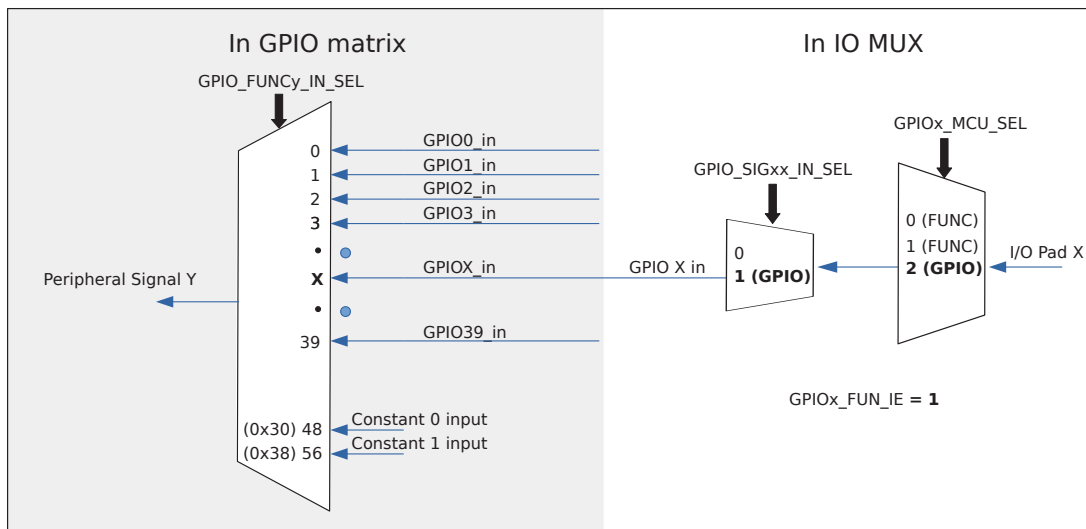 In GPIO matrix
In IO MUX
GPIO_FUNCy_IN_SEL
GPIOx_MCU_SEL
GPIO_SIGxx_IN_SEL
0
GPIO0_in
1
GPIO1_in
2
GPIO2_in
3
GPIO3_in
X
GPIOX_in
GPIO X in
39
GPIO39_in
Peripheral Signal Y
0
1 (GPIO)
0 (FUNC)
1 (FUNC)
2 (GPIO)
I/O Pad X
GPIOx_FUN_IE = 1
(0x30) 48
Constant 0 input
(0x38) 56
Constant 1 input